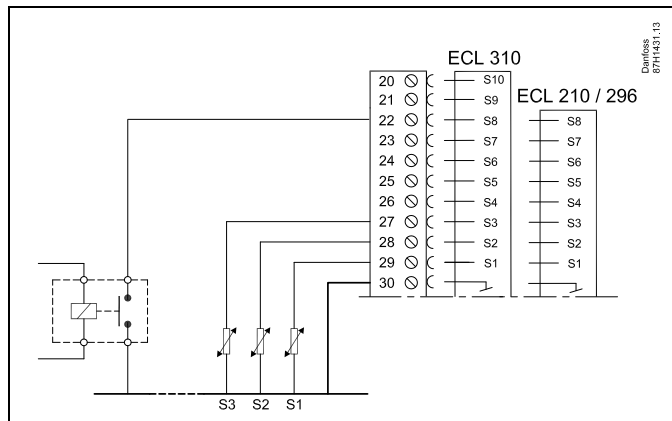 Danfoss
87H1431.13
ECL 310
ECL 210 / 296
20 S10
21 S9
22 S8 S8
23 S7 S7
24 S6 S6
25 S5 S5
26 S4 S4
27 S3 S3
28 S2 S2
29 S1 S1
30
S3 S2 S1